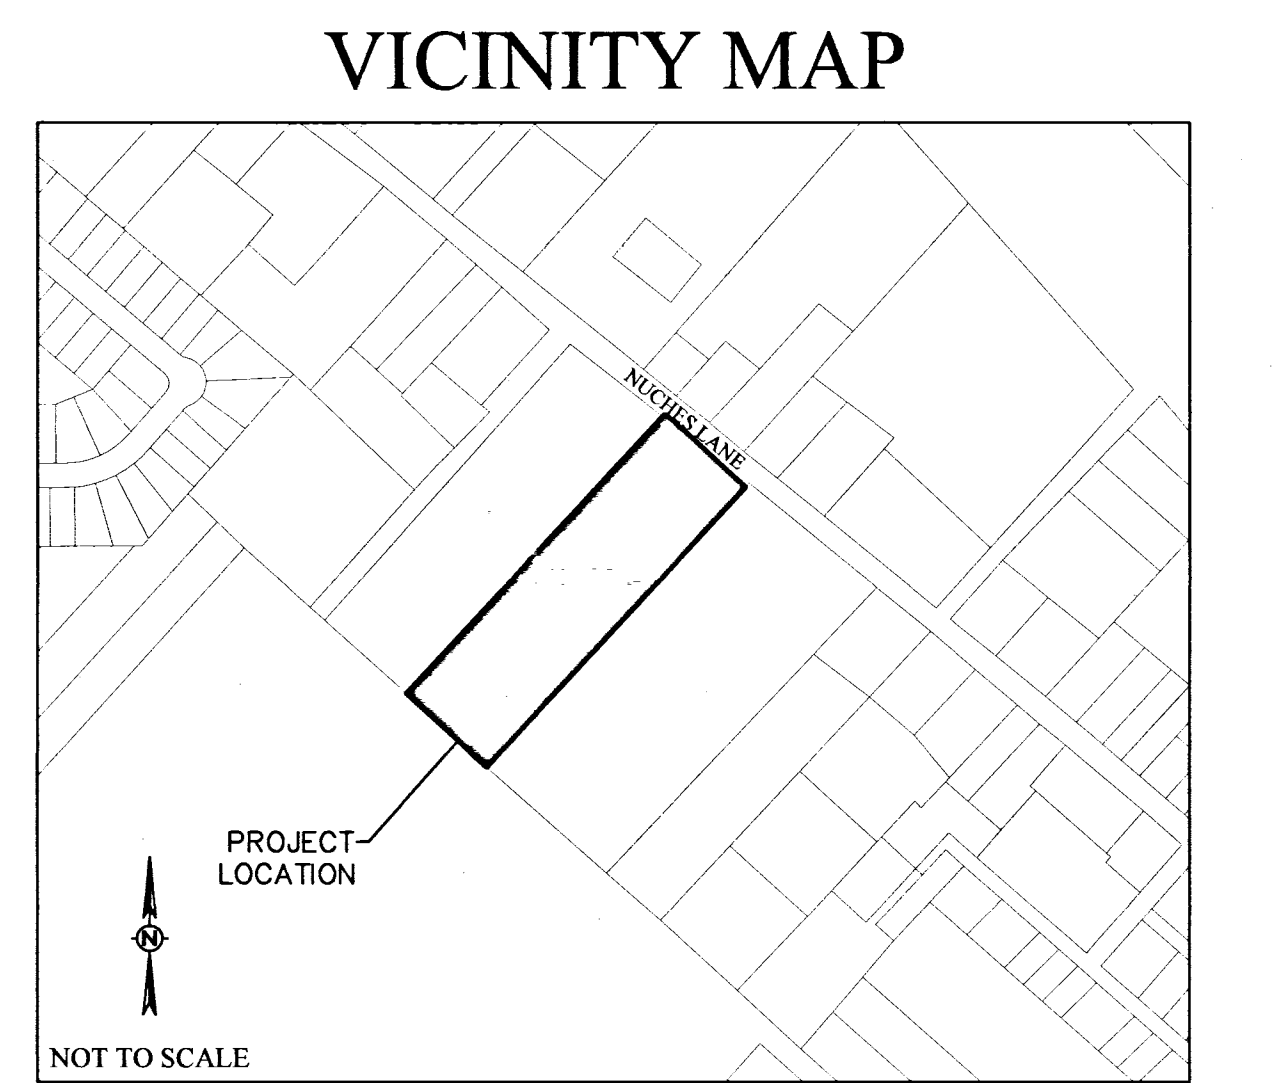 VICINITY MAP
NUCHES LANE
PROJECT
LOCATION
N
NOT TO SCALE